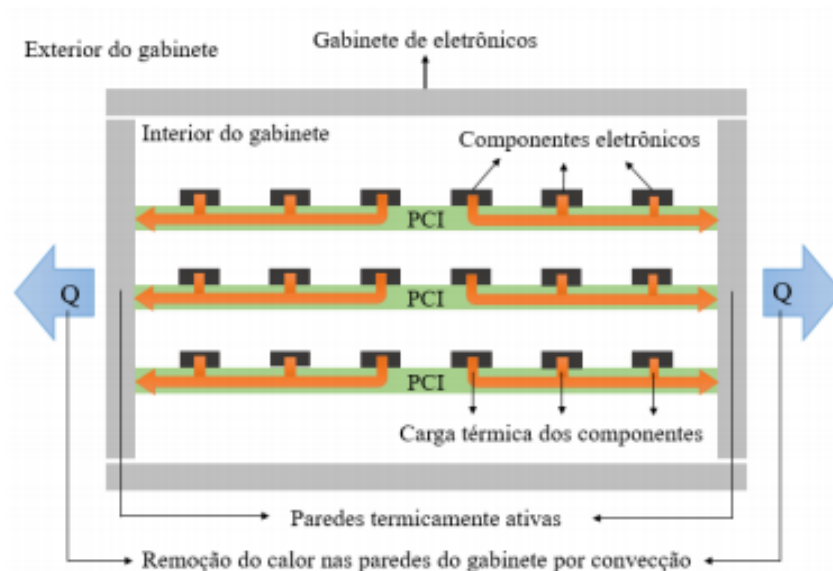 Gabinete de eletrônicos
Exterior do gabinete
Interior do gabinete
Componentes eletrônicos
PCI
Q
PCI
Q
PCI
Carga térmica dos componentes
Paredes termicamente ativas
Remoção do calor nas paredes do gabinete por convecção